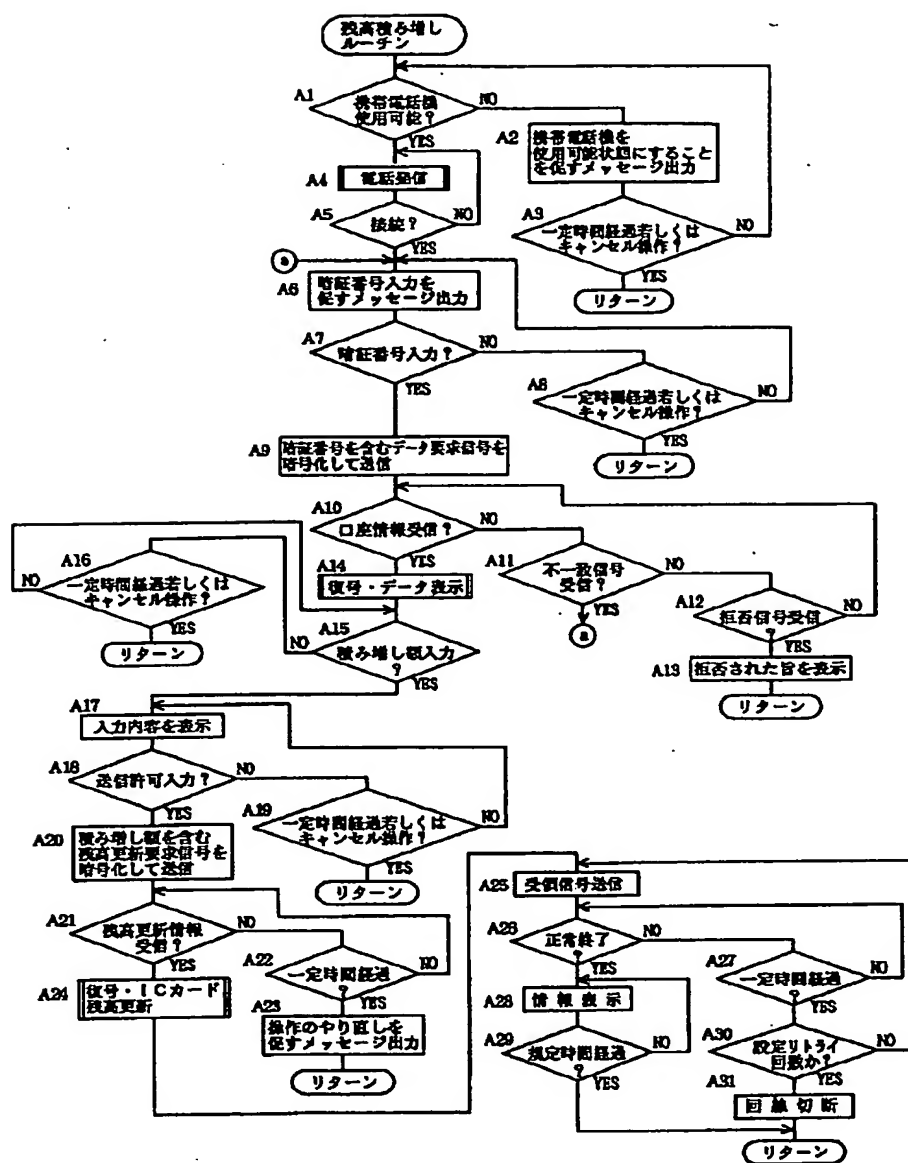 残高積み増し
ルーチン
A1
携帯電話機
使用可能?
NO
YES
A2
携帯電話機を
使用可能状態にすること
を促すメッセージ出力
A3
一定時間経過若しくは
キャンセル操作?
NO
YES
リターン
A4
電話発信
A5
接続?
NO
YES
a
A6
暗証番号入力を
促すメッセージ出力
A7
暗証番号入力?
NO
YES
A8
一定時間経過若しくは
キャンセル操作?
NO
YES
リターン
A9
暗証番号を含むデータ要求信号を
暗号化して送信
A10
口座情報受信?
NO
YES
A11
不一致信号
受信?
NO
YES
a
A12
拒否信号受信
?
NO
YES
A13
拒否された旨を表示
リターン
A14
復号・データ表示
A15
積み増し額入力
?
NO
YES
A16
一定時間経過若しくは
キャンセル操作?
NO
YES
リターン
A17
入力内容を表示
A18
送信許可入力?
NO
YES
A19
一定時間経過若しくは
キャンセル操作?
NO
YES
リターン
A20
積み増し額を含む
残高更新要求信号を
暗号化して送信
A21
残高更新情報
受信?
NO
YES
A22
一定時間経過
?
NO
YES
A23
操作のやり直しを
促すメッセージ出力
リターン
A24
復号・ICカード
残高更新
A25
受領信号送信
A26
正常終了
?
NO
YES
A27
一定時間経過
?
NO
YES
A28
情報表示
A29
規定時間経過
?
NO
YES
A30
設定リトライ
回数か?
NO
YES
A31
回線切断
リターン